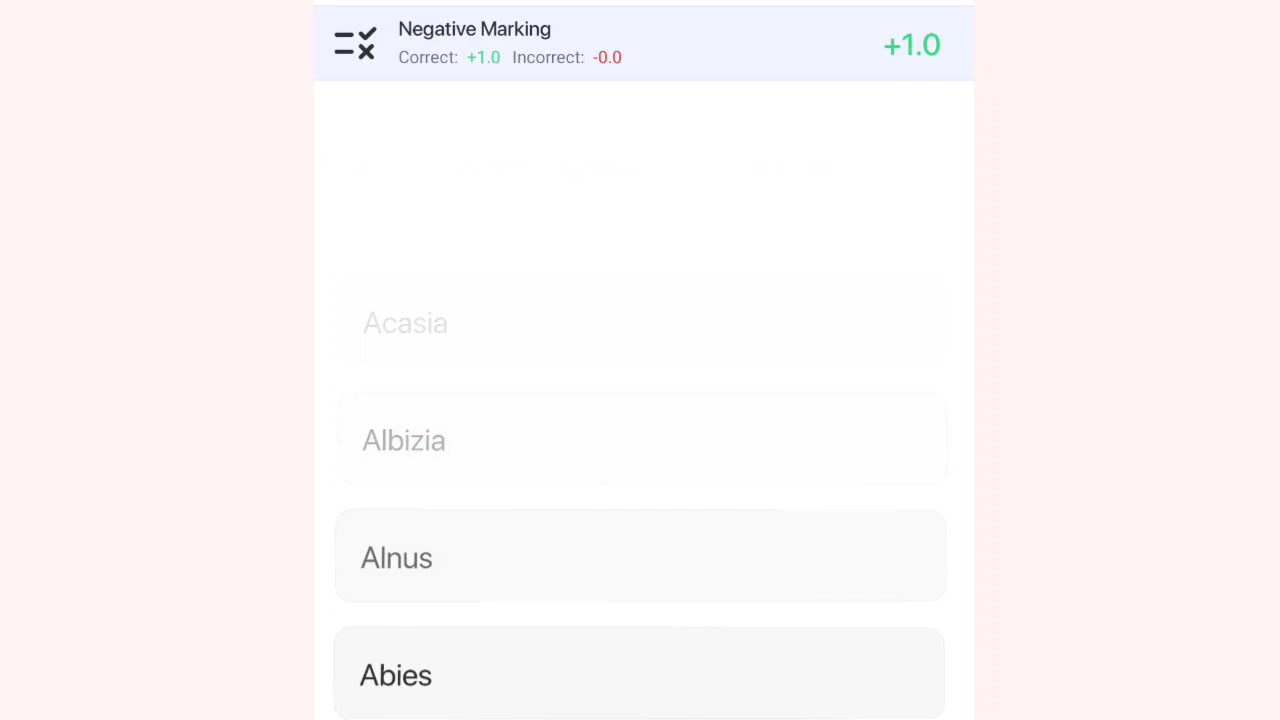 Negative Marking
+1.0
Correct: +1.0 Incorrect: -0.0
Acasia
Albizia
Alnus
Abies